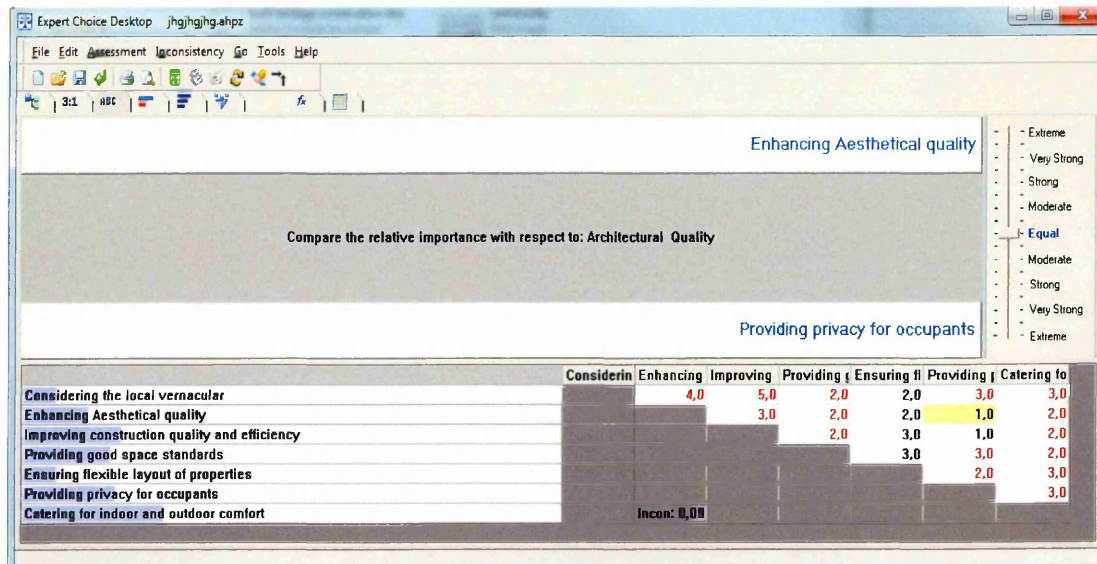 Expert Choice Desktop jhgjhgjhg.ahpz
File Edit Assessment Inconsistency Go Tools Help
3:1 ABC fx
Enhancing Aesthetical quality
Compare the relative importance with respect to: Architectural Quality
Providing privacy for occupants
Extreme
Very Strong
Strong
Moderate
Equal
Moderate
Strong
Very Strong
Extreme
Considerin Enhancing Improving Providing g Ensuring fl Providing p Catering fo
Considering the local vernacular 4,0 5,0 2,0 2,0 3,0 3,0
Enhancing Aesthetical quality 3,0 2,0 2,0 1,0 2,0
Improving construction quality and efficiency 2,0 3,0 1,0 2,0
Providing good space standards 3,0 3,0 2,0
Ensuring flexible layout of properties 2,0 3,0
Providing privacy for occupants 3,0
Catering for indoor and outdoor comfort Incon: 0,09